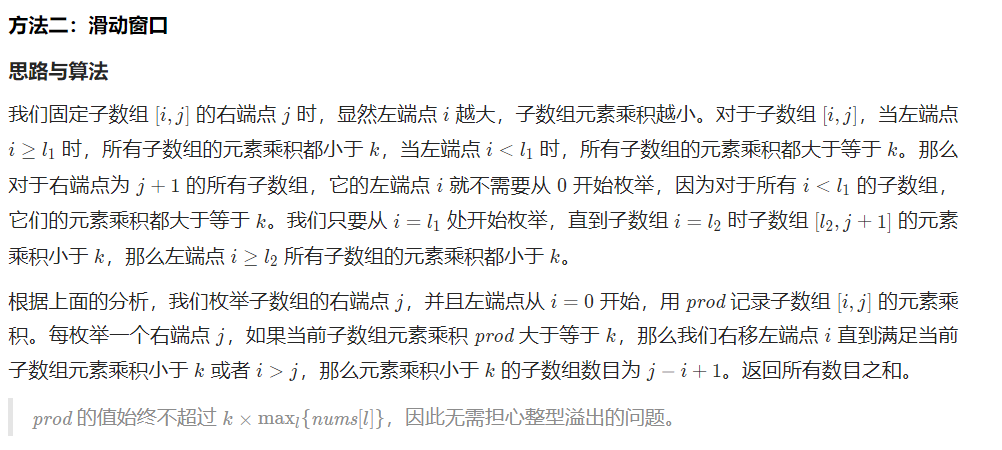 方法二：滑动窗口
思路与算法
我们固定子数组 [i, j] 的右端点 j 时，显然左端点 i 越大，子数组元素乘积越小。对于子数组 [i, j]，当左端点
i ≥ l₁ 时，所有子数组的元素乘积都小于 k，当左端点 i < l₁ 时，所有子数组的元素乘积都大于等于 k。那么
对于右端点为 j + 1 的所有子数组，它的左端点 i 就不需要从 0 开始枚举，因为对于所有 i < l₁ 的子数组，
它们的元素乘积都大于等于 k。我们只要从 i = l₁ 处开始枚举，直到子数组 i = l₂ 时子数组 [l₂, j + 1] 的元素
乘积小于 k，那么左端点 i ≥ l₂ 所有子数组的元素乘积都小于 k。
根据上面的分析，我们枚举子数组的右端点 j，并且左端点从 i = 0 开始，用 prod 记录子数组 [i, j] 的元素乘
积。每枚举一个右端点 j，如果当前子数组元素乘积 prod 大于等于 k，那么我们右移左端点 i 直到满足当前
子数组元素乘积小于 k 或者 i > j，那么元素乘积小于 k 的子数组数目为 j − i + 1。返回所有数目之和。
prod 的值始终不超过 k × maxₗ{nums[l]}，因此无需担心整型溢出的问题。